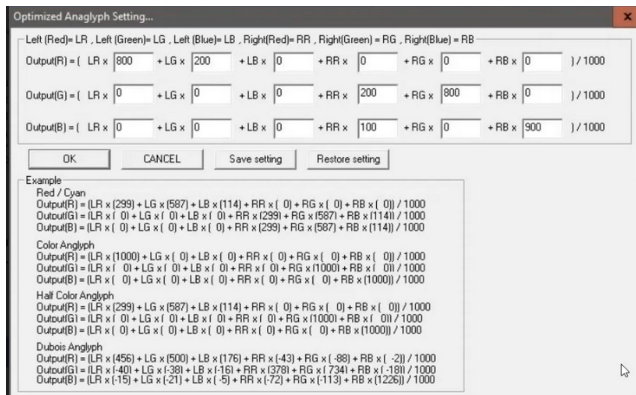 Optimized Anaglyph Setting...
x
Left (Red)= LR , Left (Green)= LG , Left (Blue)= LB , Right(Red)= RR , Right(Green) = RG , Right(Blue) = RB
Output(R) = ( LR x 800 + LG x 200 + LB x 0 + RR x 0 + RG x 0 + RB x 0 ) / 1000
Output(G) = ( LR x 0 + LG x 0 + LB x 0 + RR x 200 + RG x 800 + RB x 0 ) / 1000
Output(B) = ( LR x 0 + LG x 0 + LB x 0 + RR x 100 + RG x 0 + RB x 900 ) / 1000
OK CANCEL Save setting Restore setting
Example
Red / Cyan
Output(R) = (LR x (299) + LG x (587) + LB x (114) + RR x ( 0) + RG x ( 0) + RB x ( 0)) / 1000
Output(G) = (LR x ( 0) + LG x ( 0) + LB x ( 0) + RR x (299) + RG x (587) + RB x (114)) / 1000
Output(B) = (LR x ( 0) + LG x ( 0) + LB x ( 0) + RR x (299) + RG x (587) + RB x (114)) / 1000
Color Anglyph
Output(R) = (LR x (1000) + LG x ( 0) + LB x ( 0) + RR x ( 0) + RG x ( 0) + RB x ( 0)) / 1000
Output(G) = (LR x ( 0) + LG x ( 0) + LB x ( 0) + RR x ( 0) + RG x (1000) + RB x ( 0)) / 1000
Output(B) = (LR x ( 0) + LG x ( 0) + LB x ( 0) + RR x ( 0) + RG x ( 0) + RB x (1000)) / 1000
Half Color Anglyph
Output(R) = (LR x (299) + LG x (587) + LB x (114) + RR x ( 0) + RG x ( 0) + RB x ( 0)) / 1000
Output(G) = (LR x ( 0) + LG x ( 0) + LB x ( 0) + RR x ( 0) + RG x (1000) + RB x ( 0)) / 1000
Output(B) = (LR x ( 0) + LG x ( 0) + LB x ( 0) + RR x ( 0) + RG x ( 0) + RB x (1000)) / 1000
Dubois Anglyph
Output(R) = (LR x (456) + LG x (500) + LB x (176) + RR x (-43) + RG x ( -88) + RB x ( -2)) / 1000
Output(G) = (LR x (-40) + LG x (-38) + LB x (-16) + RR x (378) + RG x ( 734) + RB x ( -18)) / 1000
Output(B) = (LR x (-15) + LG x (-21) + LB x ( -5) + RR x (-72) + RG x (-113) + RB x (1226)) / 1000